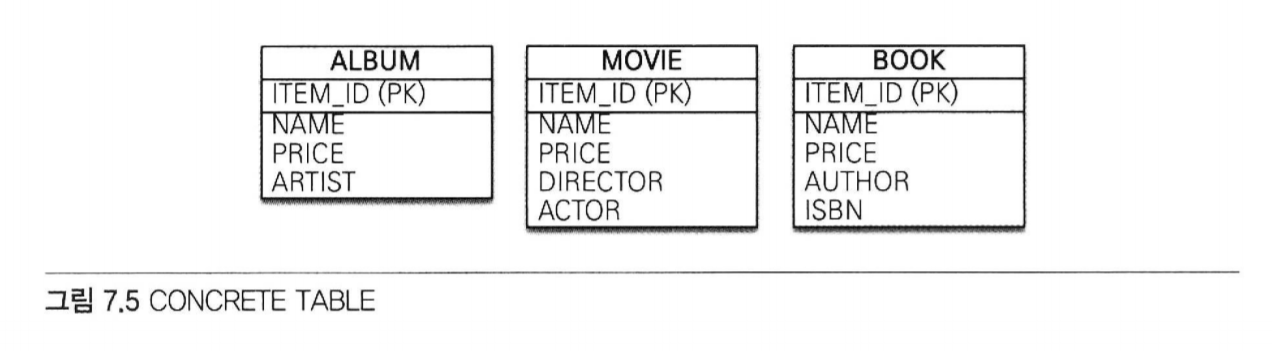 ALBUM
ITEM_ID (PK)
NAME
PRICE
ARTIST
MOVIE
ITEM_ID (PK)
NAME
PRICE
DIRECTOR
ACTOR
BOOK
ITEM_ID (PK)
NAME
PRICE
AUTHOR
ISBN
그림 7.5 CONCRETE TABLE